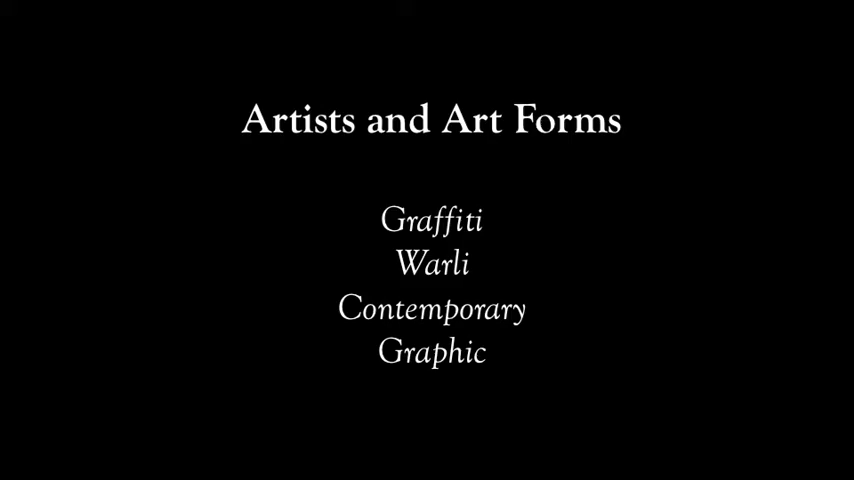 Artists and Art Forms
Graffiti
Warli
Contemporary
Graphic